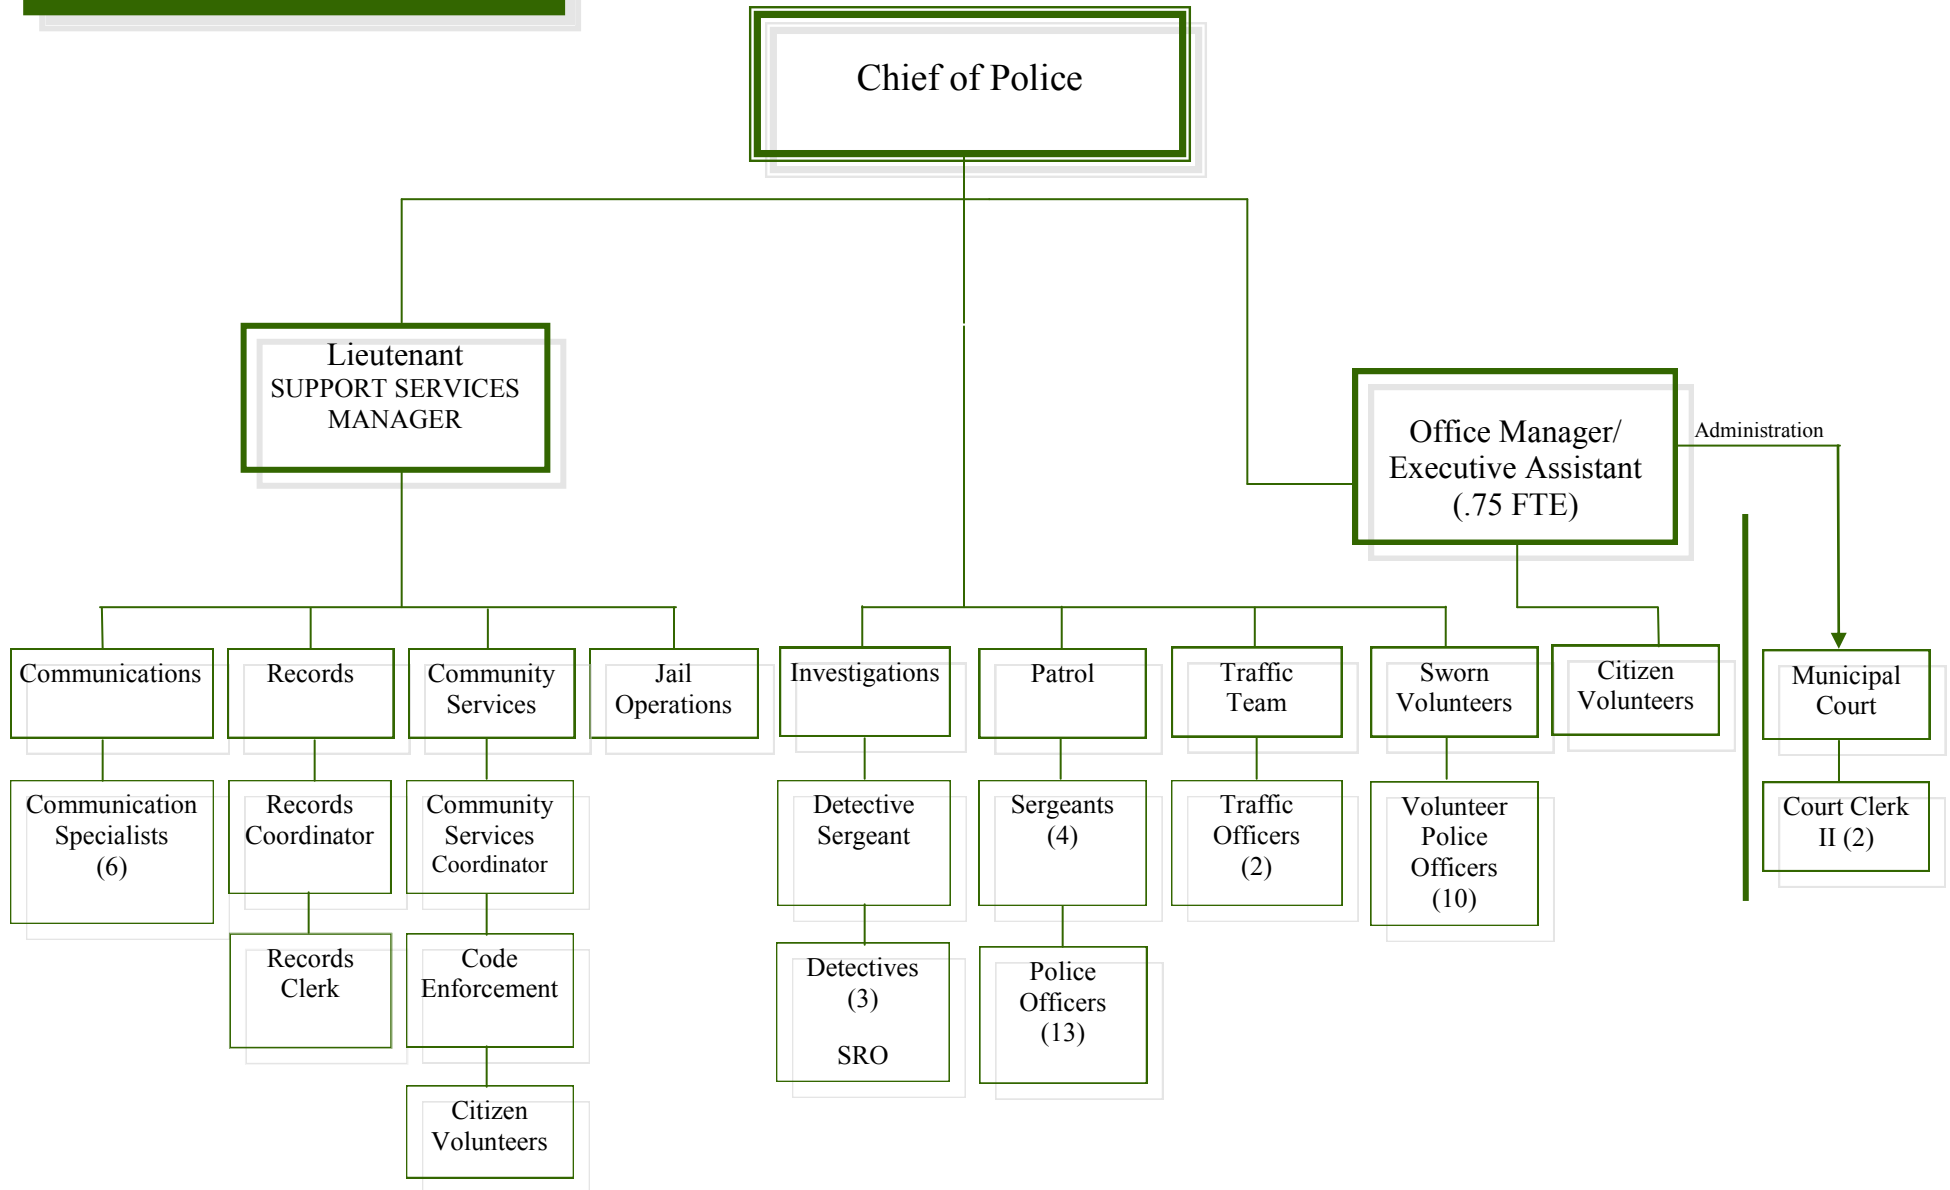 Chief of Police
Lieutenant
SUPPORT SERVICES
MANAGER
Office Manager/
Executive Assistant
(.75 FTE)
Administration
Communications
Records
Community
Services
Jail
Operations
Investigations
Patrol
Traffic
Team
Sworn
Volunteers
Citizen
Volunteers
Municipal
Court
Communication
Specialists
(6)
Records
Coordinator
Community
Services
Coordinator
Detective
Sergeant
Sergeants
(4)
Traffic
Officers
(2)
Volunteer
Police
Officers
(10)
Court Clerk
II (2)
Records
Clerk
Code
Enforcement
Detectives
(3)
SRO
Police
Officers
(13)
Citizen
Volunteers